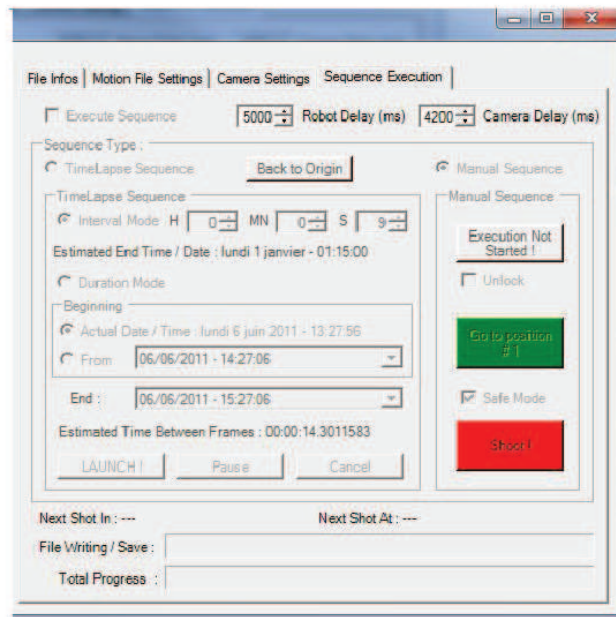 File Infos Motion File Settings Camera Settings Sequence Execution
Execute Sequence 5000 Robot Delay (ms) 4200 Camera Delay (ms)
Sequence Type :
TimeLapse Sequence Back to Origin Manual Sequence
TimeLapse Sequence
Interval Mode H 0 MN 0 S 9
Estimated End Time / Date : lundi 1 janvier - 01:15:00
Duration Mode
Beginning
Actual Date / Time : lundi 6 juin 2011 - 13:27:56
From 06/06/2011 - 14:27:06
End : 06/06/2011 - 15:27:06
Estimated Time Between Frames : 00:00:14.3011583
LAUNCH ! Pause Cancel
Manual Sequence
Execution Not
Started !
Unlock
Go to position
# 1
Safe Mode
Shoot !
Next Shot In : --- Next Shot At : ---
File Writing / Save :
Total Progress :